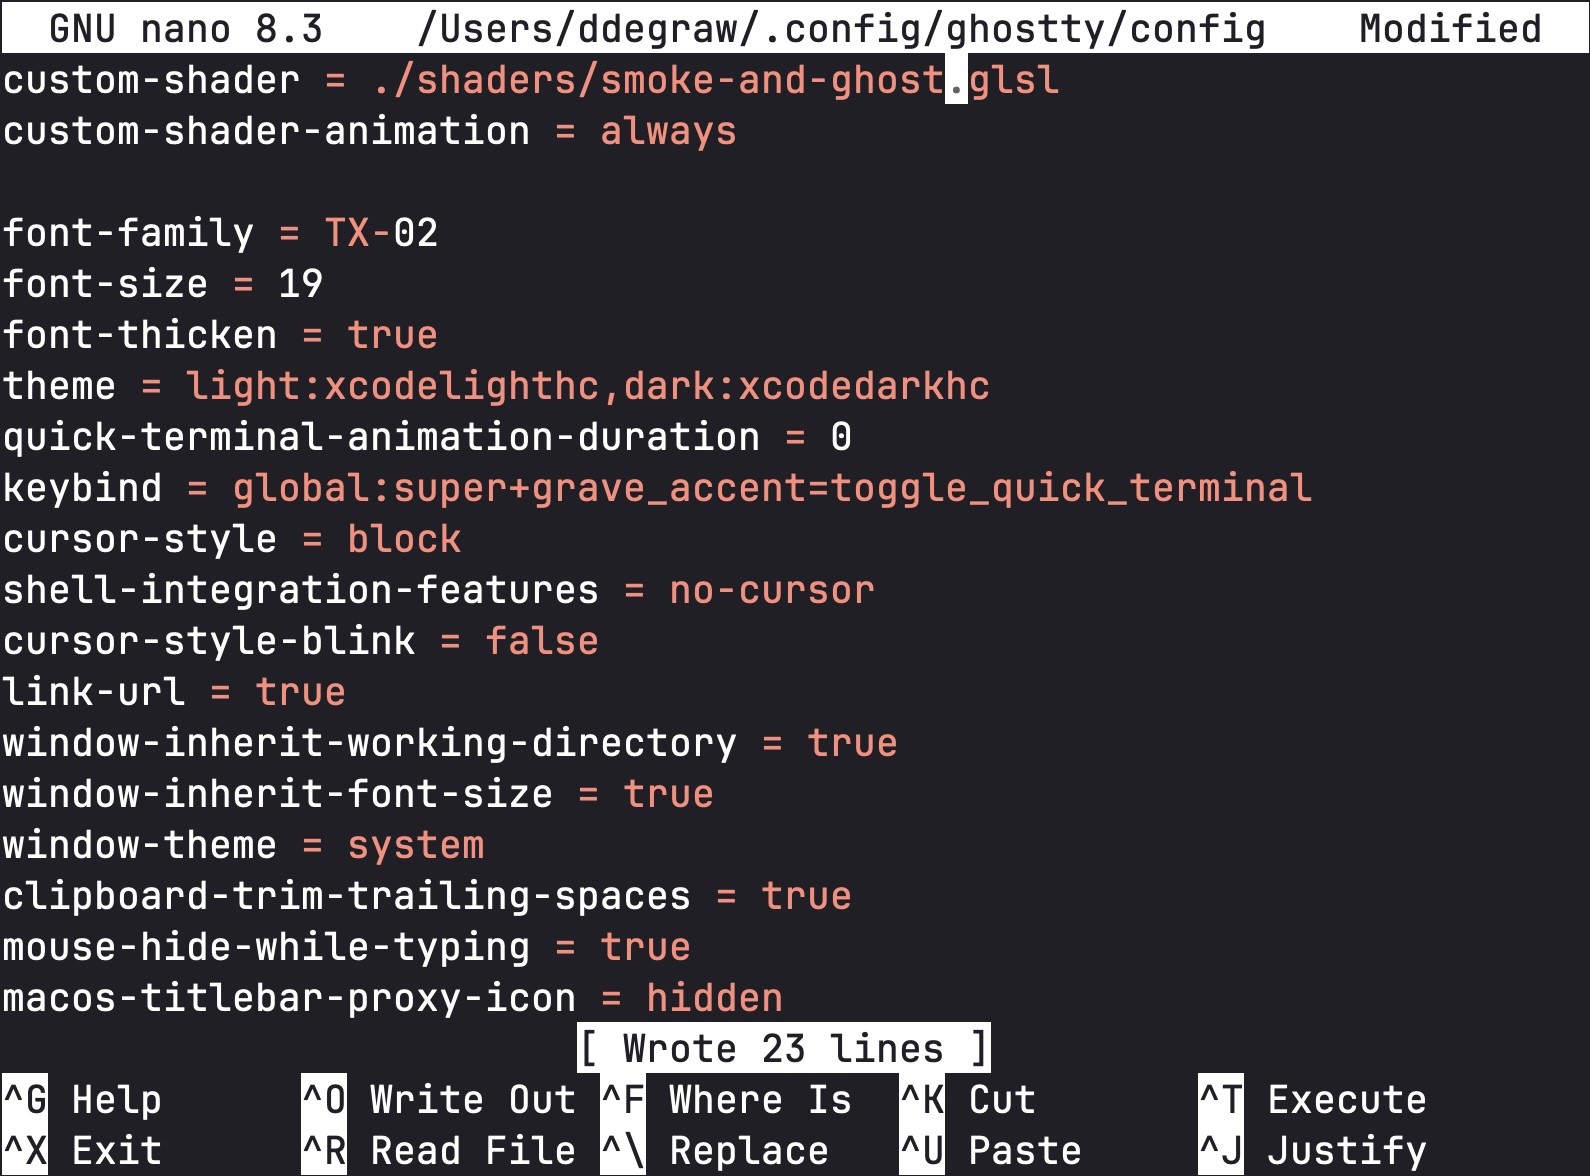 GNU nano 8.3    /Users/ddegraw/.config/ghostty/config    Modified
custom-shader = ./shaders/smoke-and-ghost.glsl
custom-shader-animation = always

font-family = TX-02
font-size = 19
font-thicken = true
theme = light:xcodelighthc,dark:xcodedarkhc
quick-terminal-animation-duration = 0
keybind = global:super+grave_accent=toggle_quick_terminal
cursor-style = block
shell-integration-features = no-cursor
cursor-style-blink = false
link-url = true
window-inherit-working-directory = true
window-inherit-font-size = true
window-theme = system
clipboard-trim-trailing-spaces = true
mouse-hide-while-typing = true
macos-titlebar-proxy-icon = hidden
[ Wrote 23 lines ]
^G Help ^O Write Out ^F Where Is ^K Cut ^T Execute
^X Exit ^R Read File ^\ Replace ^U Paste ^J Justify